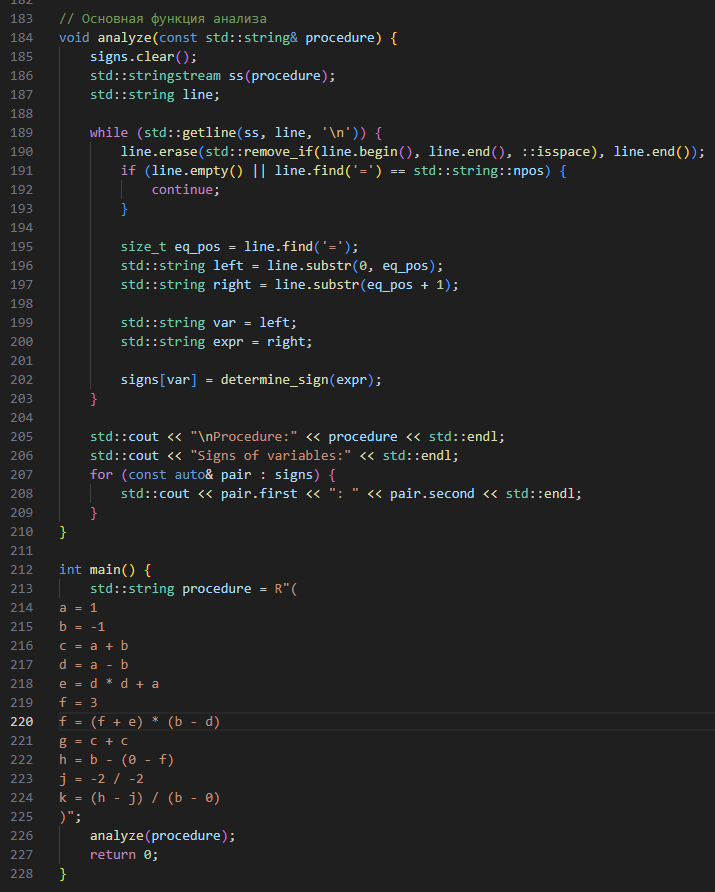 182
183 // Основная функция анализа
184 void analyze(const std::string& procedure) {
185     signs.clear();
186     std::stringstream ss(procedure);
187     std::string line;
188
189     while (std::getline(ss, line, '\n')) {
190         line.erase(std::remove_if(line.begin(), line.end(), ::isspace), line.end());
191         if (line.empty() || line.find('=') == std::string::npos) {
192             continue;
193         }
194
195         size_t eq_pos = line.find('=');
196         std::string left = line.substr(0, eq_pos);
197         std::string right = line.substr(eq_pos + 1);
198
199         std::string var = left;
200         std::string expr = right;
201
202         signs[var] = determine_sign(expr);
203     }
204
205     std::cout << "\nProcedure:" << procedure << std::endl;
206     std::cout << "Signs of variables:" << std::endl;
207     for (const auto& pair : signs) {
208         std::cout << pair.first << ": " << pair.second << std::endl;
209     }
210 }
211
212 int main() {
213     std::string procedure = R"(
214 a = 1
215 b = -1
216 c = a + b
217 d = a - b
218 e = d * d + a
219 f = 3
220 f = (f + e) * (b - d)
221 g = c + c
222 h = b - (0 - f)
223 j = -2 / -2
224 k = (h - j) / (b - 0)
225 )";
226     analyze(procedure);
227     return 0;
228 }